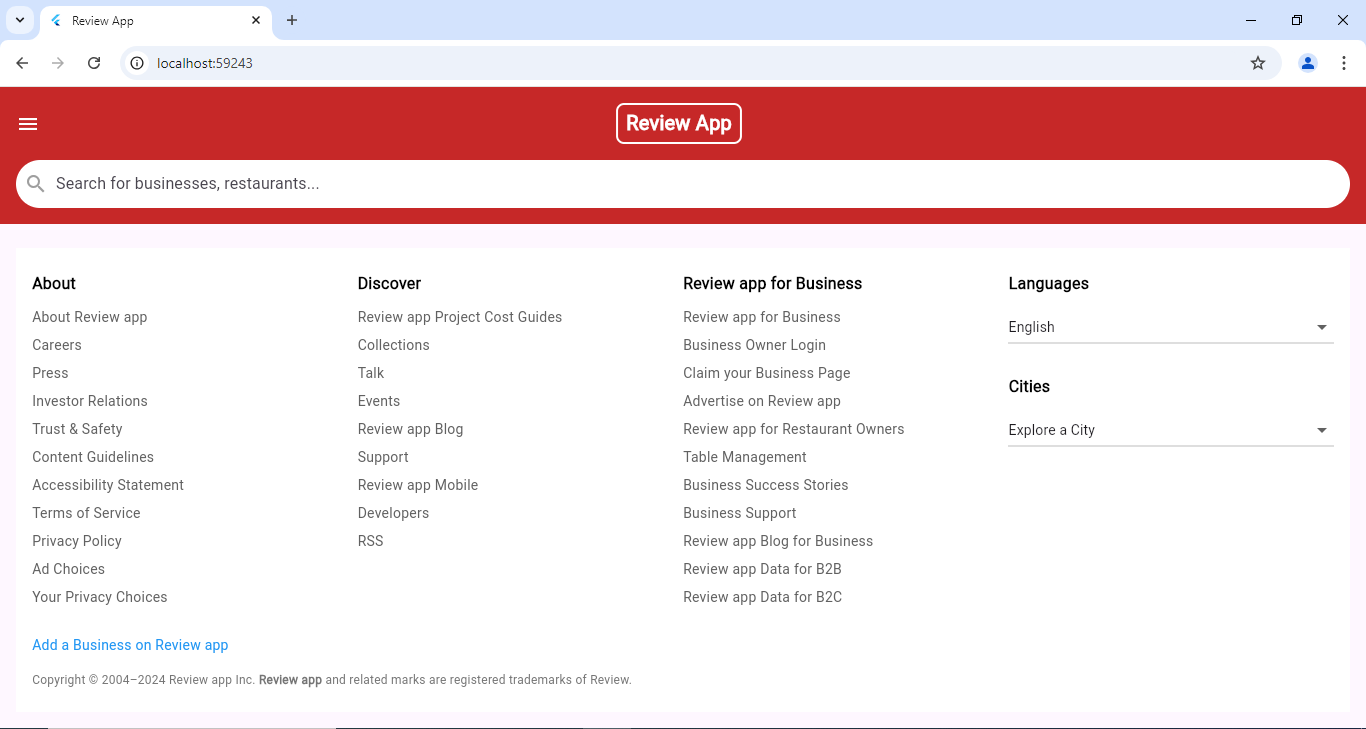 Review App
localhost:59243
Review App
Search for businesses, restaurants...
About
About Review app
Careers
Press
Investor Relations
Trust & Safety
Content Guidelines
Accessibility Statement
Terms of Service
Privacy Policy
Ad Choices
Your Privacy Choices
Discover
Review app Project Cost Guides
Collections
Talk
Events
Review app Blog
Support
Review app Mobile
Developers
RSS
Review app for Business
Review app for Business
Business Owner Login
Claim your Business Page
Advertise on Review app
Review app for Restaurant Owners
Table Management
Business Success Stories
Business Support
Review app Blog for Business
Review app Data for B2B
Review app Data for B2C
Languages
English
Cities
Explore a City
Add a Business on Review app
Copyright © 2004–2024 Review app Inc. Review app and related marks are registered trademarks of Review.